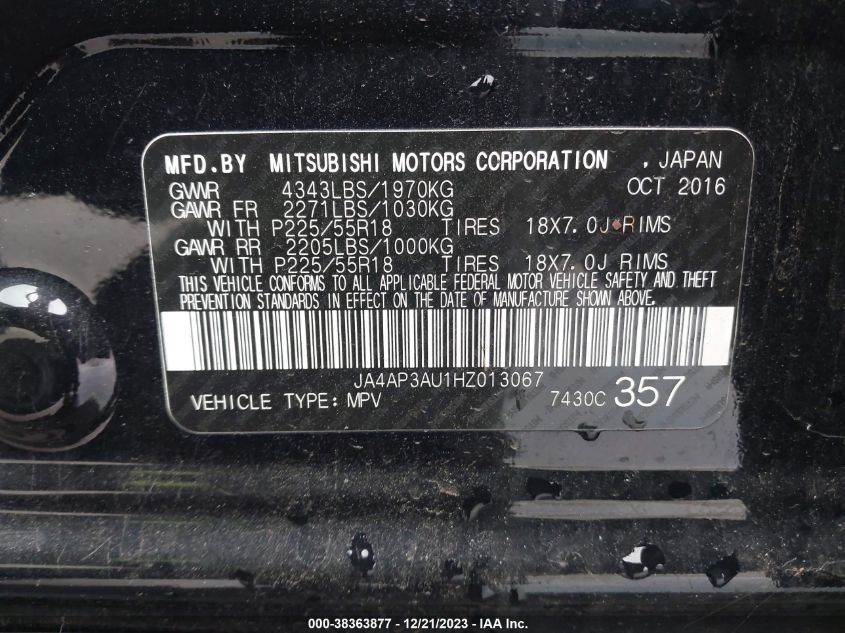 MFD.BY MITSUBISHI MOTORS CORPORATION , JAPAN
GVWR 4343LBS/1970KG OCT 2016
GAWR FR 2271LBS/1030KG
WITH P225/55R18 TIRES 18X7.0J RIMS
GAWR RR 2205LBS/1000KG
WITH P225/55R18 TIRES 18X7.0J RIMS
THIS VEHICLE CONFORMS TO ALL APPLICABLE FEDERAL MOTOR VEHICLE SAFETY AND THEFT
PREVENTION STANDARDS IN EFFECT ON THE DATE OF MANUFACTURE SHOWN ABOVE.
JA4AP3AU1HZ013067
VEHICLE TYPE: MPV 7430C 357
000-38363877 - 12/21/2023 - IAAI.com